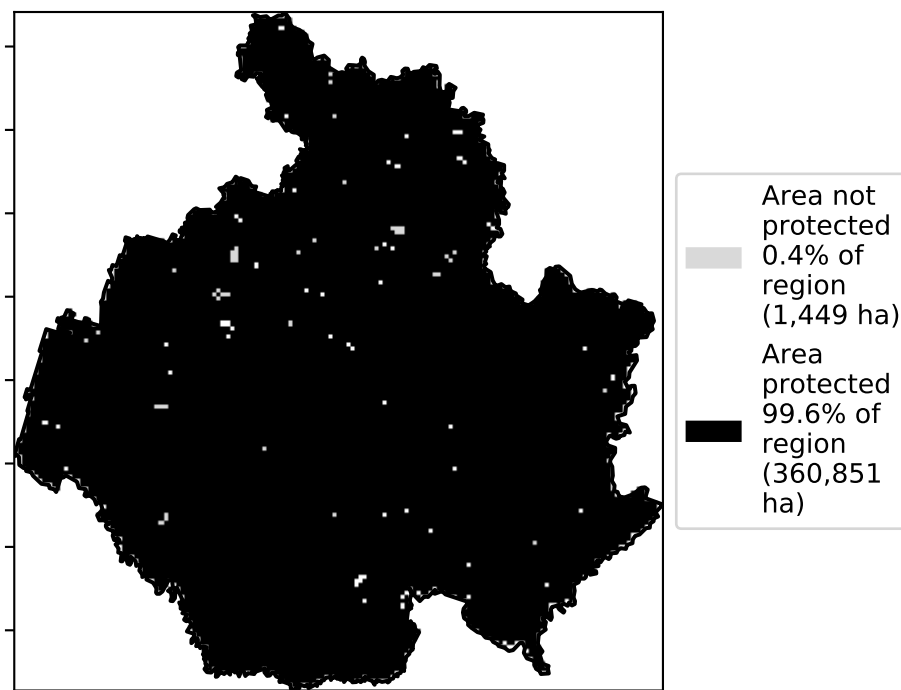 Area not
protected
0.4% of
region
(1,449 ha)
Area
protected
99.6% of
region
(360,851
ha)